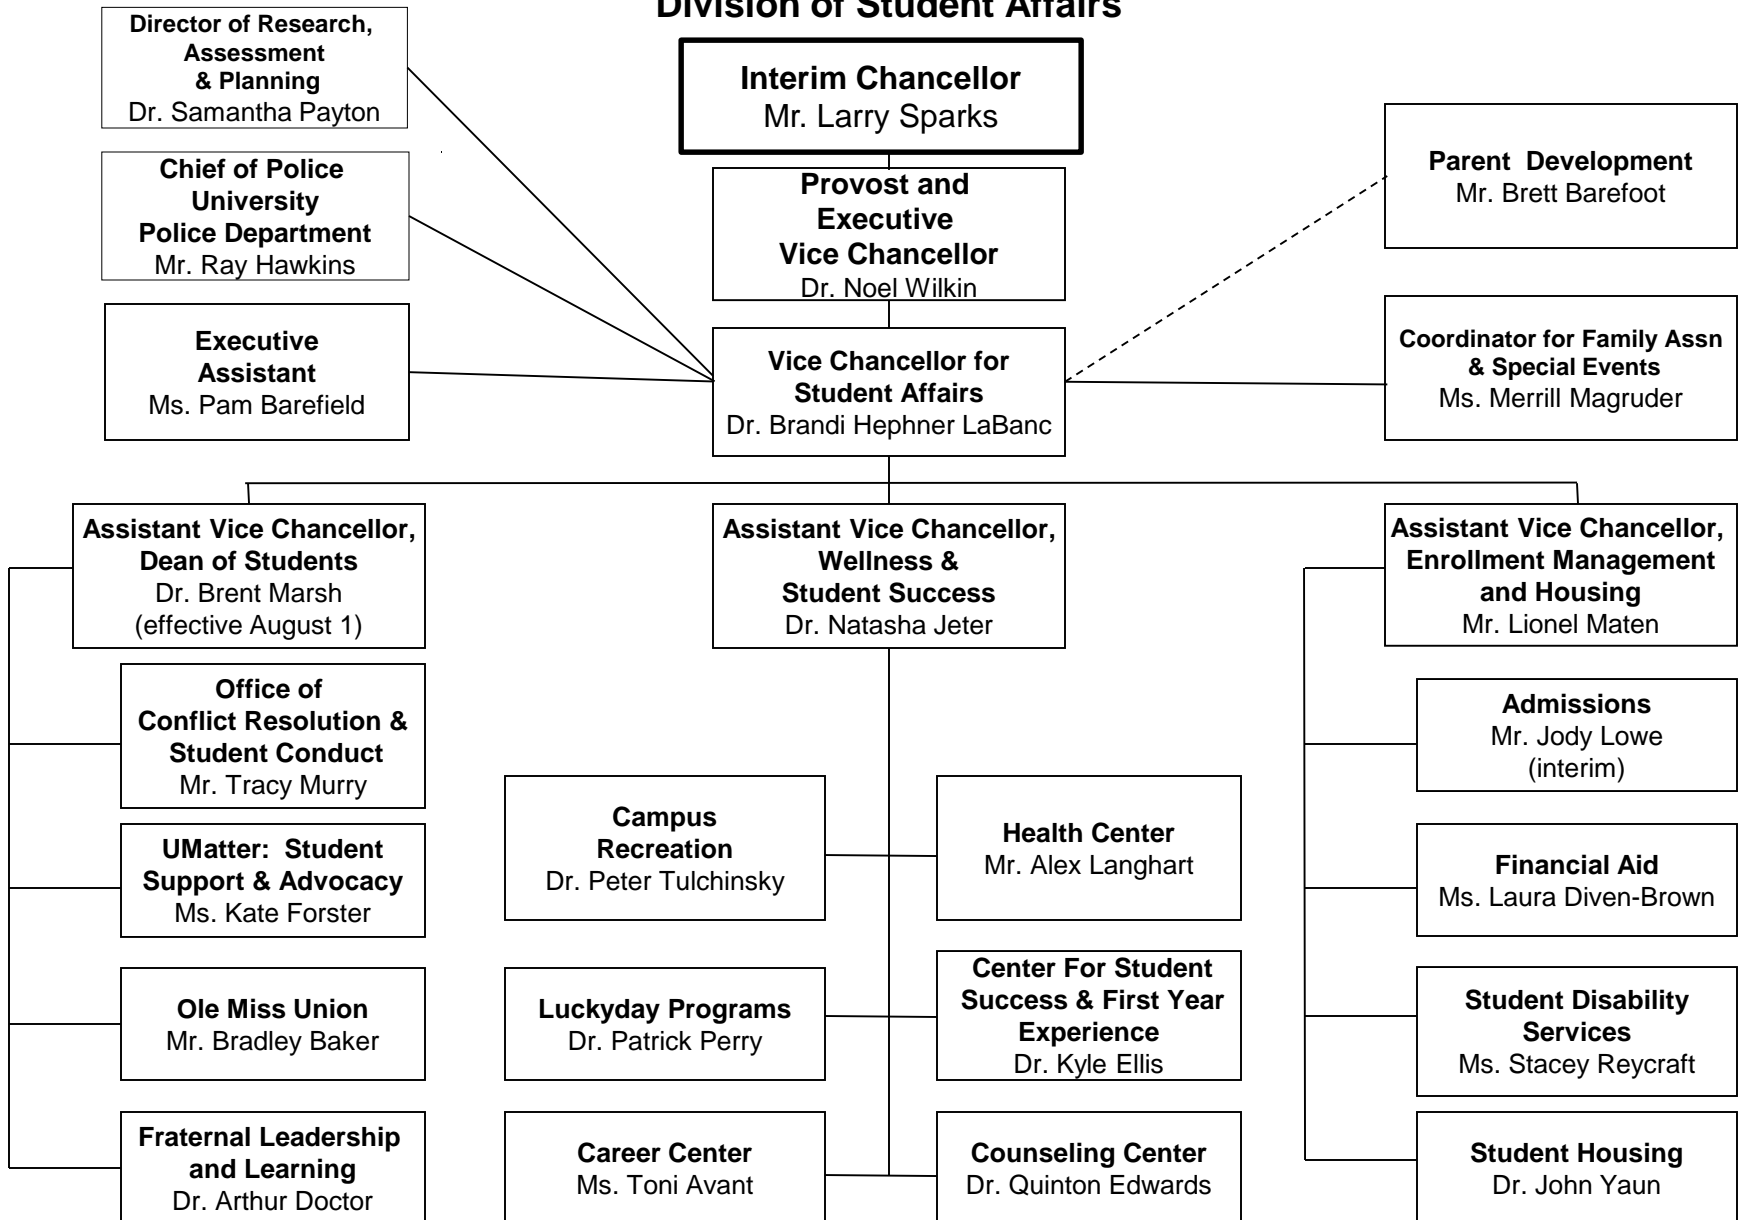 Division of Student Affairs
Director of Research,
Assessment
& Planning
Dr. Samantha Payton
Interim Chancellor
Mr. Larry Sparks
Chief of Police
University
Police Department
Mr. Ray Hawkins
Provost and
Executive
Vice Chancellor
Dr. Noel Wilkin
Parent  Development
Mr. Brett Barefoot
Executive
Assistant
Ms. Pam Barefield
Vice Chancellor for
Student Affairs
Dr. Brandi Hephner LaBanc
Coordinator for Family Assn
& Special Events
Ms. Merrill Magruder
Assistant Vice Chancellor,
Dean of Students
Dr. Brent Marsh
(effective August 1)
Office of
Conflict Resolution &
Student Conduct
Mr. Tracy Murry
UMatter:  Student
Support & Advocacy
Ms. Kate Forster
Ole Miss Union
Mr. Bradley Baker
Fraternal Leadership
and Learning
Dr. Arthur Doctor
Assistant Vice Chancellor,
Wellness &
Student Success
Dr. Natasha Jeter
Campus
Recreation
Dr. Peter Tulchinsky
Health Center
Mr. Alex Langhart
Luckyday Programs
Dr. Patrick Perry
Center For Student
Success & First Year
Experience
Dr. Kyle Ellis
Career Center
Ms. Toni Avant
Counseling Center
Dr. Quinton Edwards
Assistant Vice Chancellor,
Enrollment Management
and Housing
Mr. Lionel Maten
Admissions
Mr. Jody Lowe
(interim)
Financial Aid
Ms. Laura Diven-Brown
Student Disability
Services
Ms. Stacey Reycraft
Student Housing
Dr. John Yaun